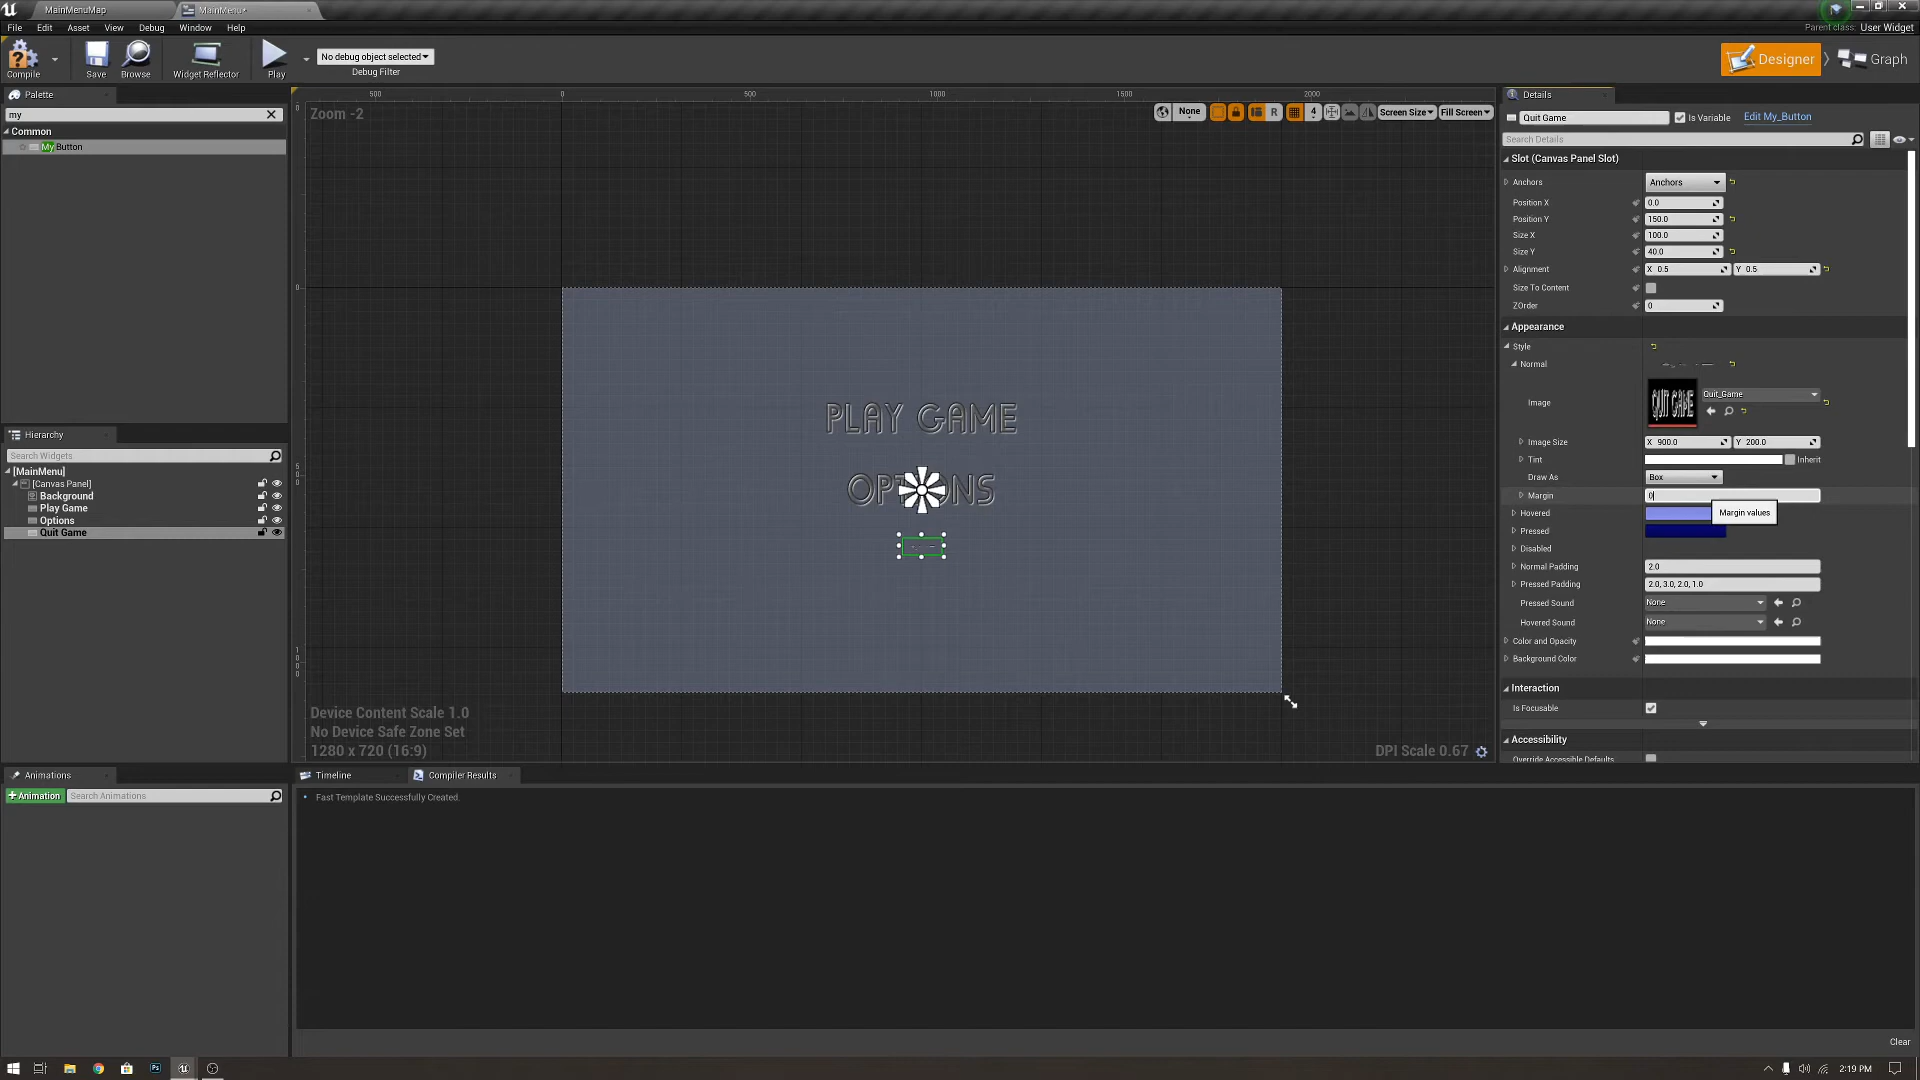 MainMenuMap
MainMenu*
File Edit Asset View Debug Window Help
Parent class: User Widget
Compile
Save
Browse
Widget Reflector
Play
No debug object selected
Debug Filter
Designer
Graph
Palette
my
Common
My Button
Hierarchy
Search Widgets
[MainMenu]
[Canvas Panel]
Background
Play Game
Options
Quit Game
Animations
+Animation
Search Animations
500 0 500 1000 1500 2000
Zoom -2
None
R
4
Screen Size
Fill Screen
0
0
500
1000
PLAY GAME
OPTIONS
Device Content Scale 1.0
No Device Safe Zone Set
1280 x 720 (16:9)
DPI Scale 0.67
Timeline
Compiler Results
Fast Template Successfully Created.
Clear
Details
Quit Game
Is Variable
Edit My_Button
Search Details
Slot (Canvas Panel Slot)
Anchors Anchors
Position X 0.0
Position Y 150.0
Size X 100.0
Size Y 40.0
Alignment X 0.5 Y 0.5
Size To Content
ZOrder 0
Appearance
Style
Normal
Image QUIT GAME Quit_Game
Image Size X 900.0 Y 200.0
Tint Inherit
Draw As Box
Margin 0
Margin values
Hovered
Pressed
Disabled
Normal Padding 2.0
Pressed Padding 2.0, 3.0, 2.0, 1.0
Pressed Sound None
Hovered Sound None
Color and Opacity
Background Color
Interaction
Is Focusable
Accessibility
Override Accessible Defaults
Ps
2:19 PM